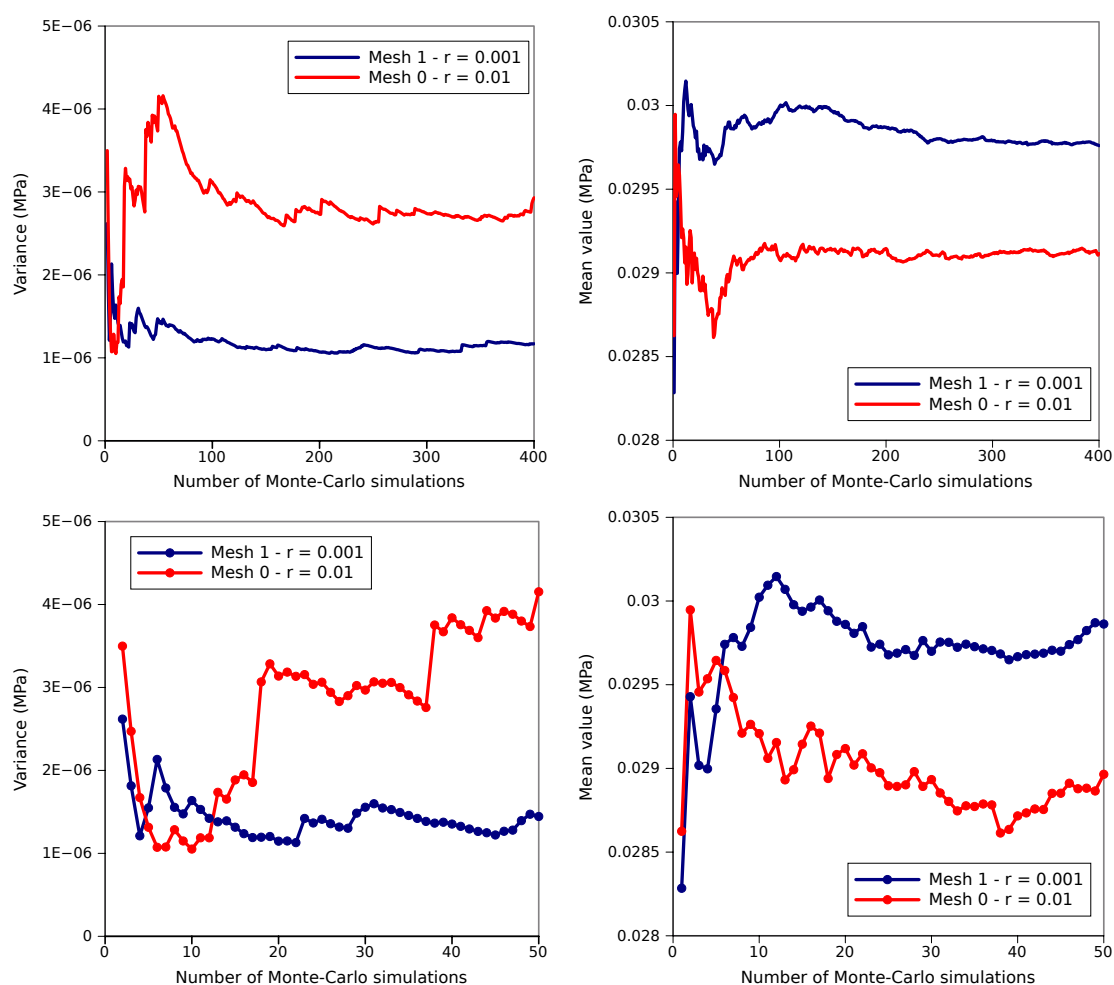 5E−06
4E−06
3E−06
2E−06
1E−06
0
Variance (MPa)
0
100
200
300
400
Number of Monte-Carlo simulations
Mesh 1 - r = 0.001
Mesh 0 - r = 0.01
0.0305
0.03
0.0295
0.029
0.0285
0.028
Mean value (MPa)
0
100
200
300
400
Number of Monte-Carlo simulations
Mesh 1 - r = 0.001
Mesh 0 - r = 0.01
5E−06
4E−06
3E−06
2E−06
1E−06
0
Variance (MPa)
0
10
20
30
40
50
Number of Monte-Carlo simulations
Mesh 1 - r = 0.001
Mesh 0 - r = 0.01
0.0305
0.03
0.0295
0.029
0.0285
0.028
Mean value (MPa)
0
10
20
30
40
50
Number of Monte-Carlo simulations
Mesh 1 - r = 0.001
Mesh 0 - r = 0.01